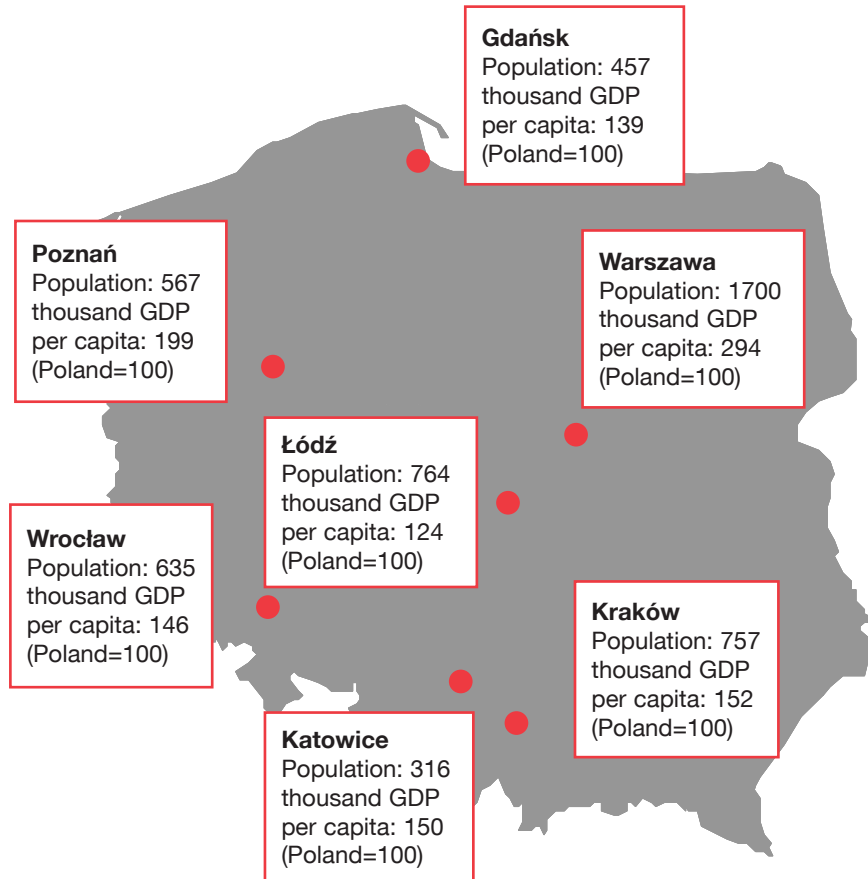 Gdańsk
Population: 457
thousand GDP
per capita: 139
(Poland=100)
Poznań
Population: 567
thousand GDP
per capita: 199
(Poland=100)
Warszawa
Population: 1700
thousand GDP
per capita: 294
(Poland=100)
Łódź
Population: 764
thousand GDP
per capita: 124
(Poland=100)
Wrocław
Population: 635
thousand GDP
per capita: 146
(Poland=100)
Kraków
Population: 757
thousand GDP
per capita: 152
(Poland=100)
Katowice
Population: 316
thousand GDP
per capita: 150
(Poland=100)